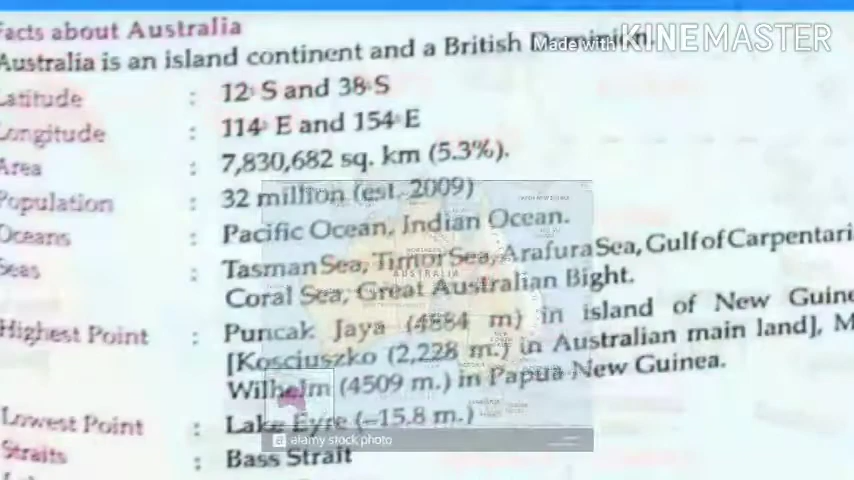 Facts about Australia
Made with KINEMASTER
Australia is an island continent and a British Dominion.
Latitude : 12° S and 38° S
Longitude : 114° E and 154° E
Area : 7,830,682 sq. km (5.3%).
Population : 32 million (est. 2009)
Oceans : Pacific Ocean, Indian Ocean.
Seas : Tasman Sea, Timor Sea, Arafura Sea, Gulf of Carpentari
Coral Sea, Great Australian Bight.
AUSTRALIA
Highest Point : Puncak Jaya (4884 m) in island of New Guine
[Kosciuszko (2,228 m.) in Australian main land], M
Wilhelm (4509 m.) in Papua New Guinea.
Lowest Point : Lake Eyre (–15.8 m.)
a alamy stock photo
Straits : Bass Strait